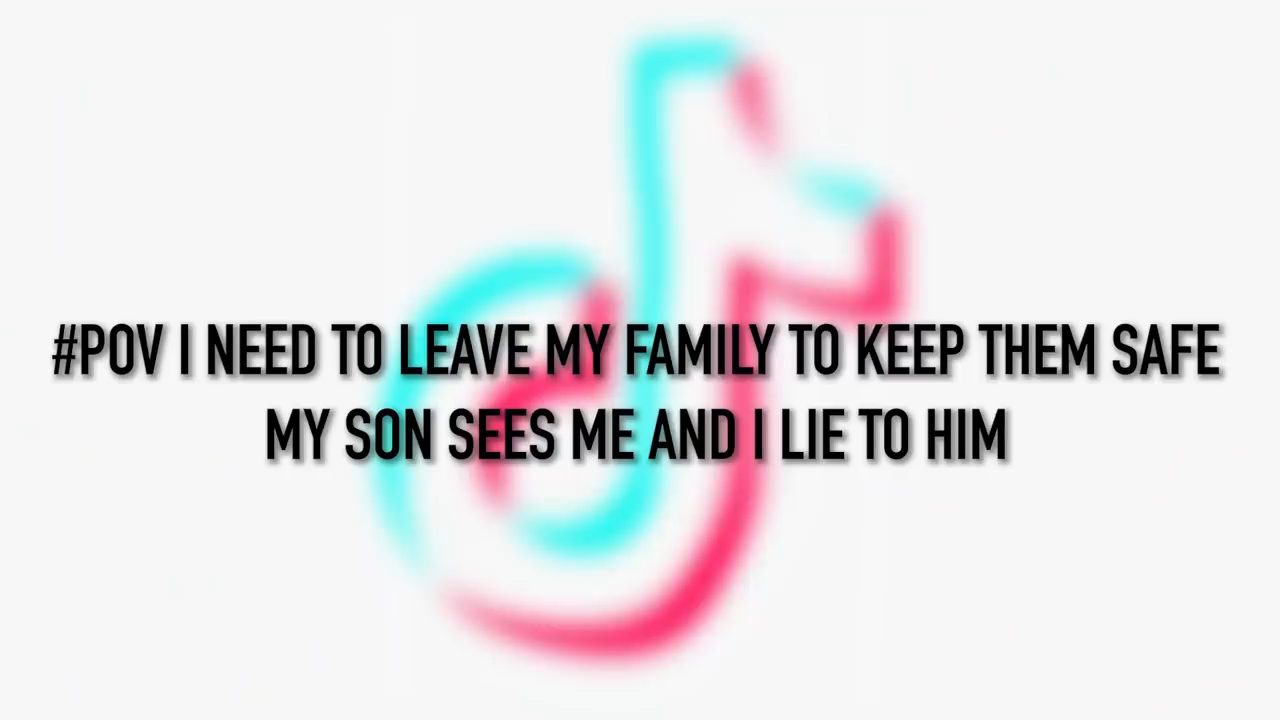 #POV I NEED TO LEAVE MY FAMILY TO KEEP THEM SAFE
MY SON SEES ME AND I LIE TO HIM